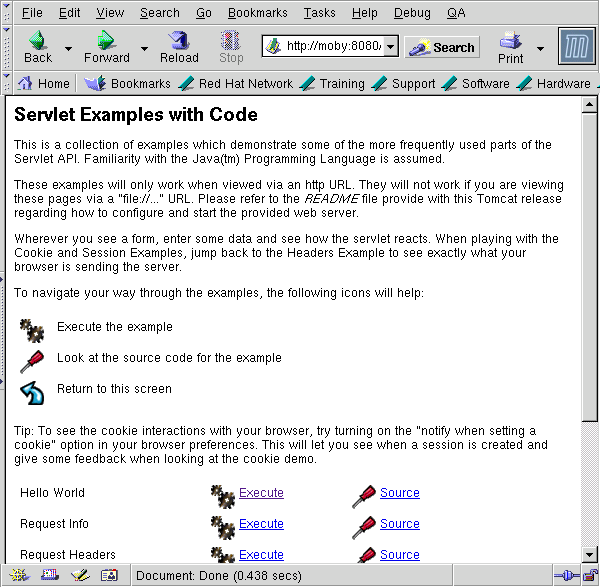 File Edit View Search Go Bookmarks Tasks Help Debug QA
Back Forward Reload Stop http://moby:8080/ Search Print
Home Bookmarks Red Hat Network Training Support Software Hardware
Servlet Examples with Code
This is a collection of examples which demonstrate some of the more frequently used parts of the
Servlet API. Familiarity with the Java(tm) Programming Language is assumed.
These examples will only work when viewed via an http URL. They will not work if you are viewing
these pages via a "file://..." URL. Please refer to the README file provide with this Tomcat release
regarding how to configure and start the provided web server.
Wherever you see a form, enter some data and see how the servlet reacts. When playing with the
Cookie and Session Examples, jump back to the Headers Example to see exactly what your
browser is sending the server.
To navigate your way through the examples, the following icons will help:
Execute the example
Look at the source code for the example
Return to this screen
Tip: To see the cookie interactions with your browser, try turning on the "notify when setting a
cookie" option in your browser preferences. This will let you see when a session is created and
give some feedback when looking at the cookie demo.
Hello World Execute Source
Request Info Execute Source
Request Headers Execute Source
Document: Done (0.438 secs)